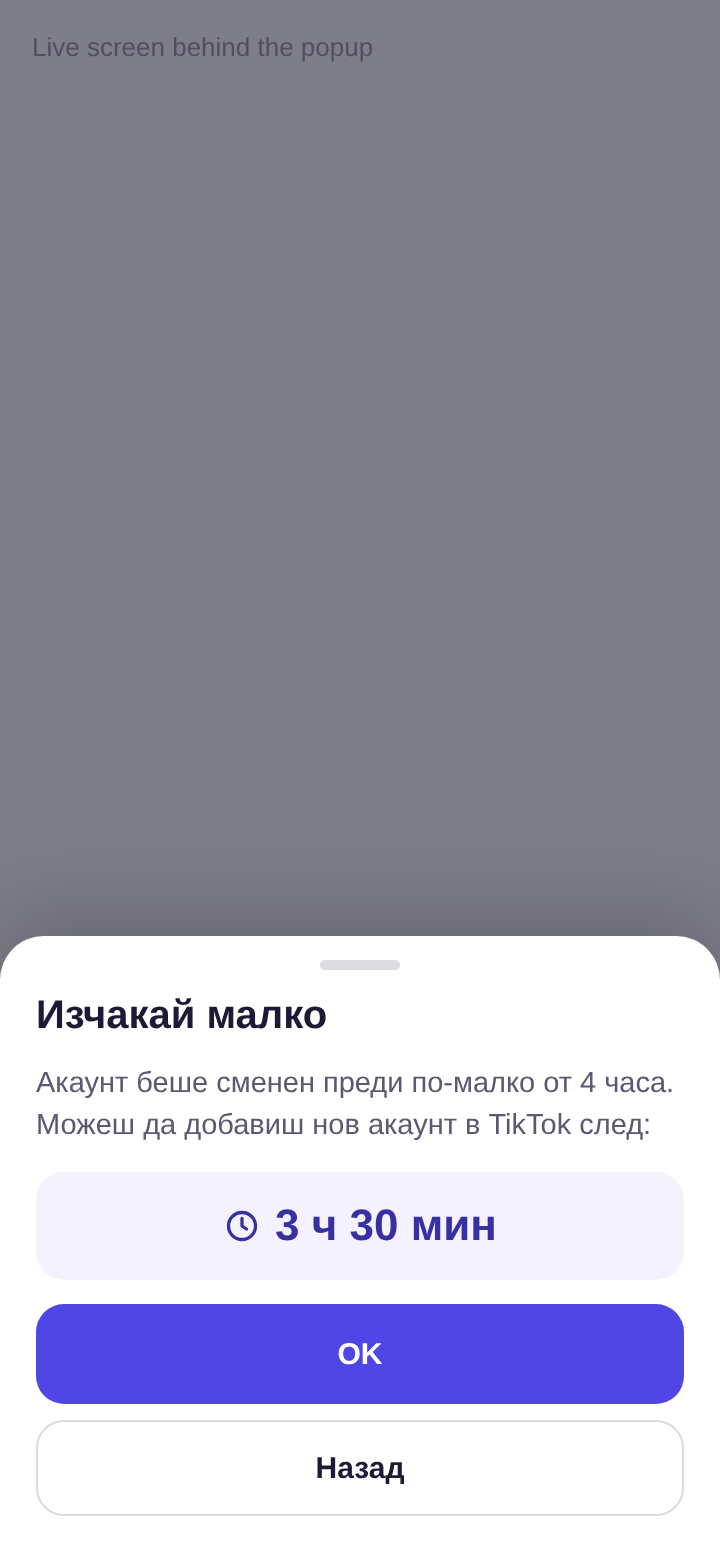 Live screen behind the popup
Изчакай малко
Акаунт беше сменен преди по-малко от 4 часа.
Можеш да добавиш нов акаунт в TikTok след:
3 ч 30 мин
OK
Назад